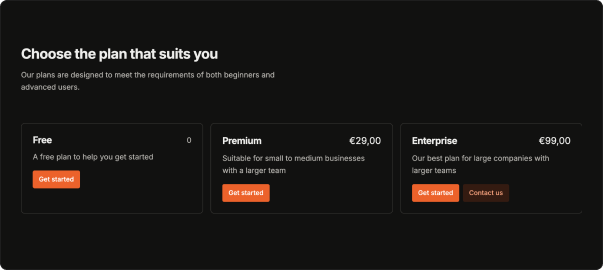 Choose the plan that suits you
Our plans are designed to meet the requirements of both beginners and
advanced users.
Free
0
A free plan to help you get started
Get started
Premium
€29,00
Suitable for small to medium businesses
with a larger team
Get started
Enterprise
€99,00
Our best plan for large companies with
larger teams
Get started
Contact us